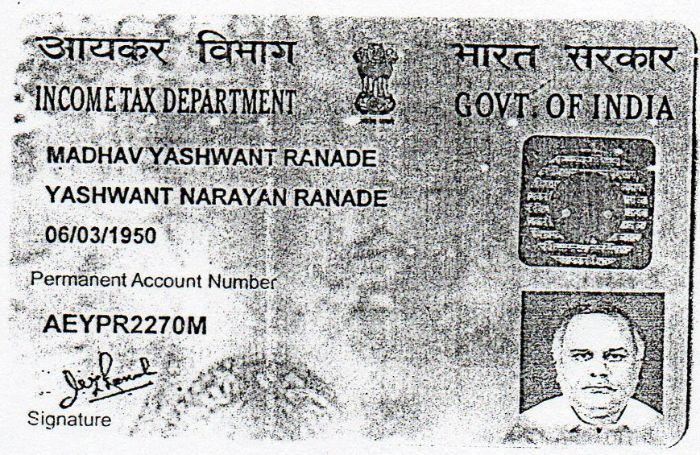 आयकर विभाग
भारत सरकार
INCOME TAX DEPARTMENT
GOVT. OF INDIA
MADHAV YASHWANT RANADE
YASHWANT NARAYAN RANADE
06/03/1950
Permanent Account Number
AEYPR2270M
Signature